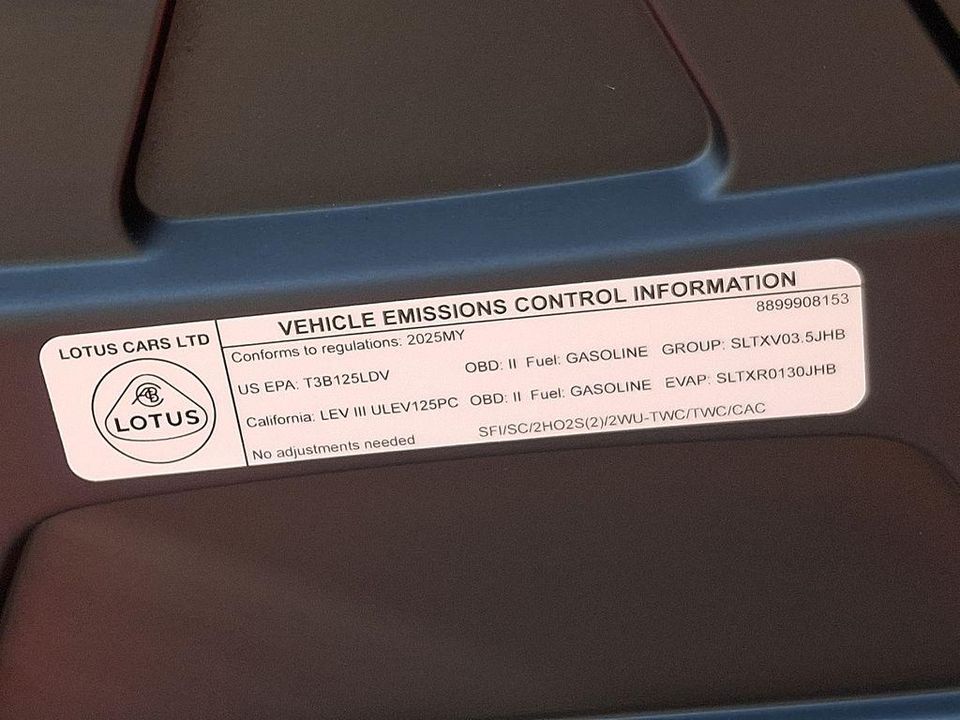 VEHICLE EMISSIONS CONTROL INFORMATION
8899908153
LOTUS CARS LTD
ACBC
LOTUS
Conforms to regulations: 2025MY
US EPA: T3B125LDV OBD: II Fuel: GASOLINE GROUP: SLTXV03.5JHB
California: LEV III ULEV125PC OBD: II Fuel: GASOLINE EVAP: SLTXR0130JHB
No adjustments needed SFI/SC/2HO2S(2)/2WU-TWC/TWC/CAC